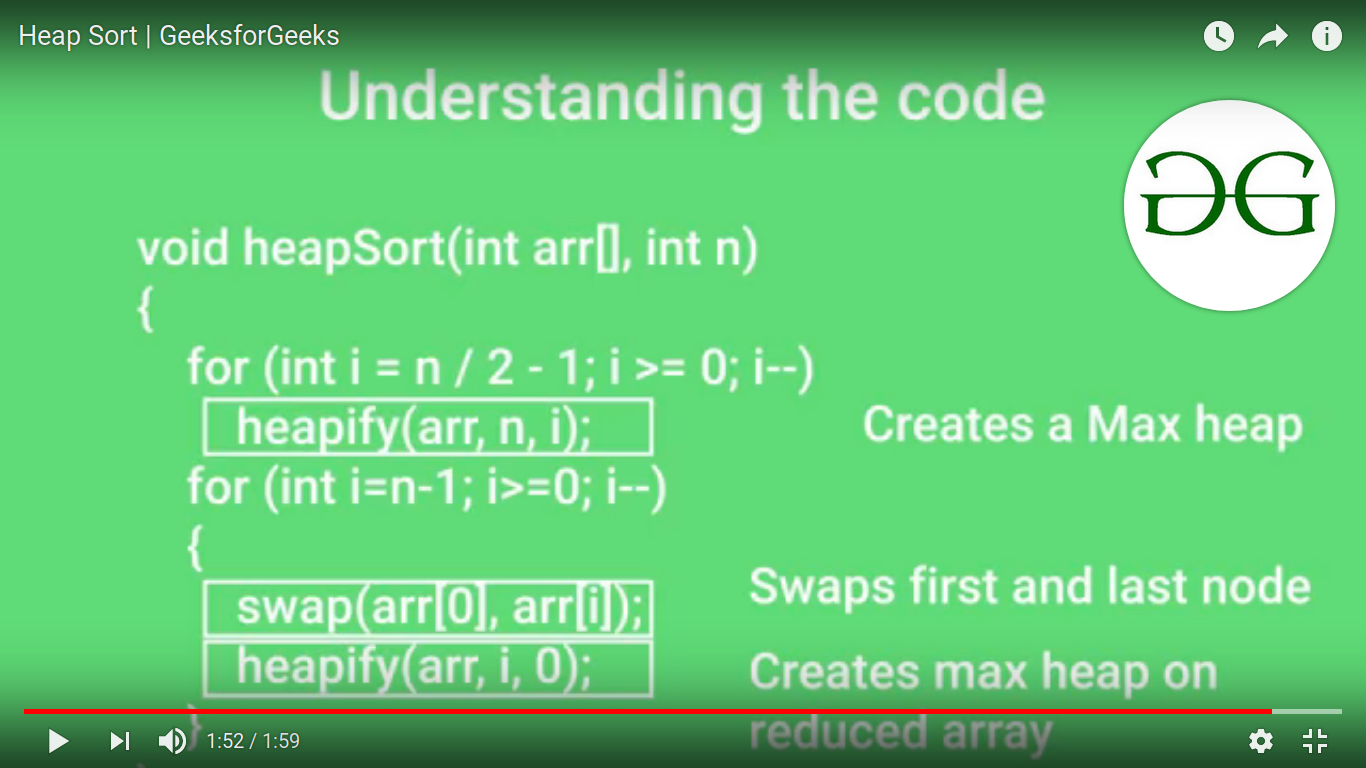 Heap Sort | GeeksforGeeks
Understanding the code
void heapSort(int arr[], int n)
{
for (int i = n / 2 - 1; i >= 0; i--)
heapify(arr, n, i);
Creates a Max heap
for (int i=n-1; i>=0; i--)
{
swap(arr[0], arr[i]);
Swaps first and last node
heapify(arr, i, 0);
Creates max heap on
reduced array
}
1:52 / 1:59